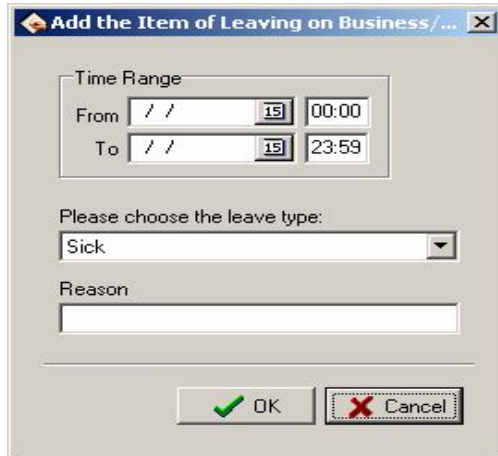 Add the Item of Leaving on Business/...
Time Range
From / / 15 00:00
To / / 15 23:59
Please choose the leave type:
Sick
Reason
OK Cancel